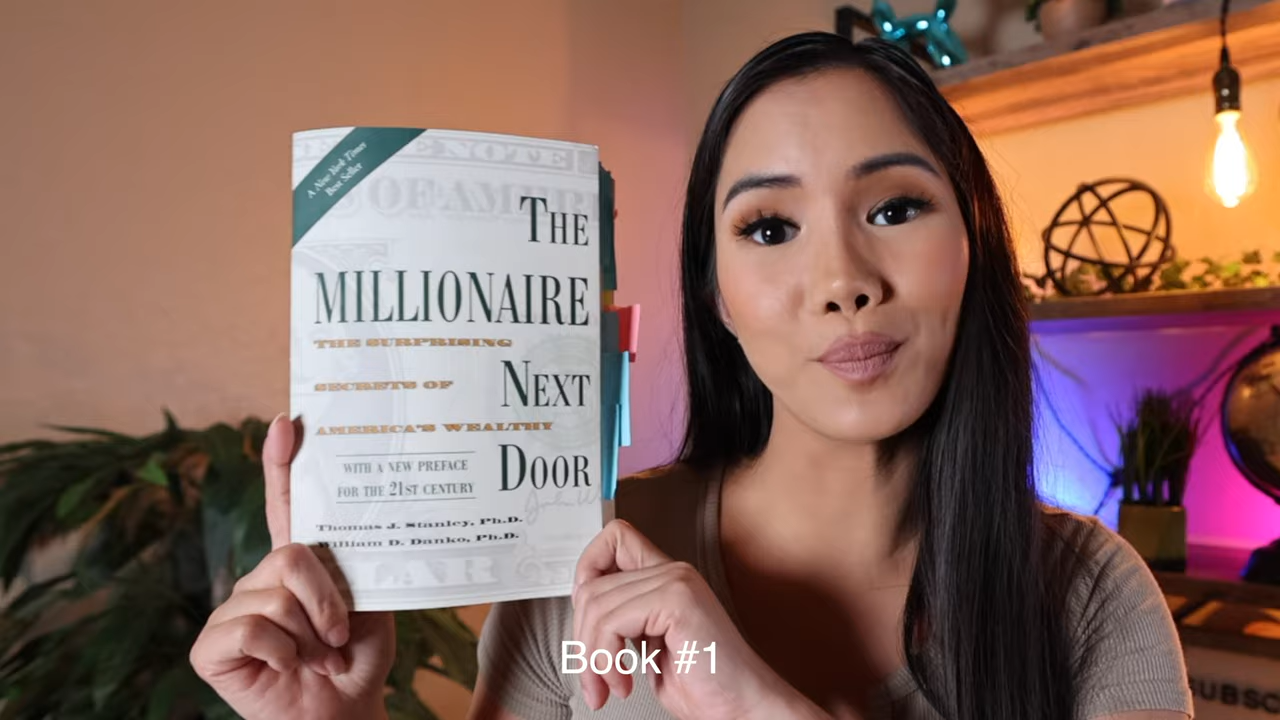 A New York Times
Best Seller
THE
MILLIONAIRE
THE SURPRISING
SECRETS OF
NEXT
AMERICA'S WEALTHY
DOOR
WITH A NEW PREFACE
FOR THE 21ST CENTURY
Thomas J. Stanley, Ph.D.
William D. Danko, Ph.D.
Book #1